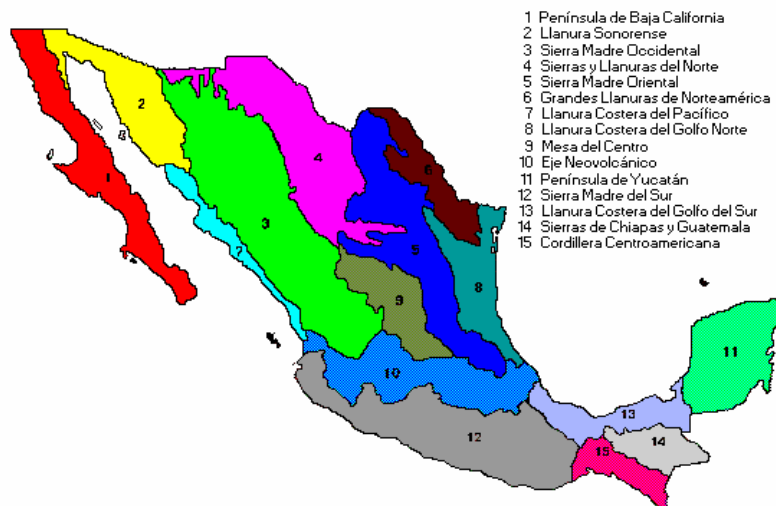 1 Península de Baja California
2 Llanura Sonorense
3 Sierra Madre Occidental
4 Sierras y Llanuras del Norte
5 Sierra Madre Oriental
6 Grandes Llanuras de Norteamérica
7 Llanura Costera del Pacífico
8 Llanura Costera del Golfo Norte
9 Mesa del Centro
10 Eje Neovolcánico
11 Península de Yucatán
12 Sierra Madre del Sur
13 Llanura Costera del Golfo del Sur
14 Sierras de Chiapas y Guatemala
15 Cordillera Centroamericana
2
1
4
6
3
7
5
8
9
10
11
12
13
14
15